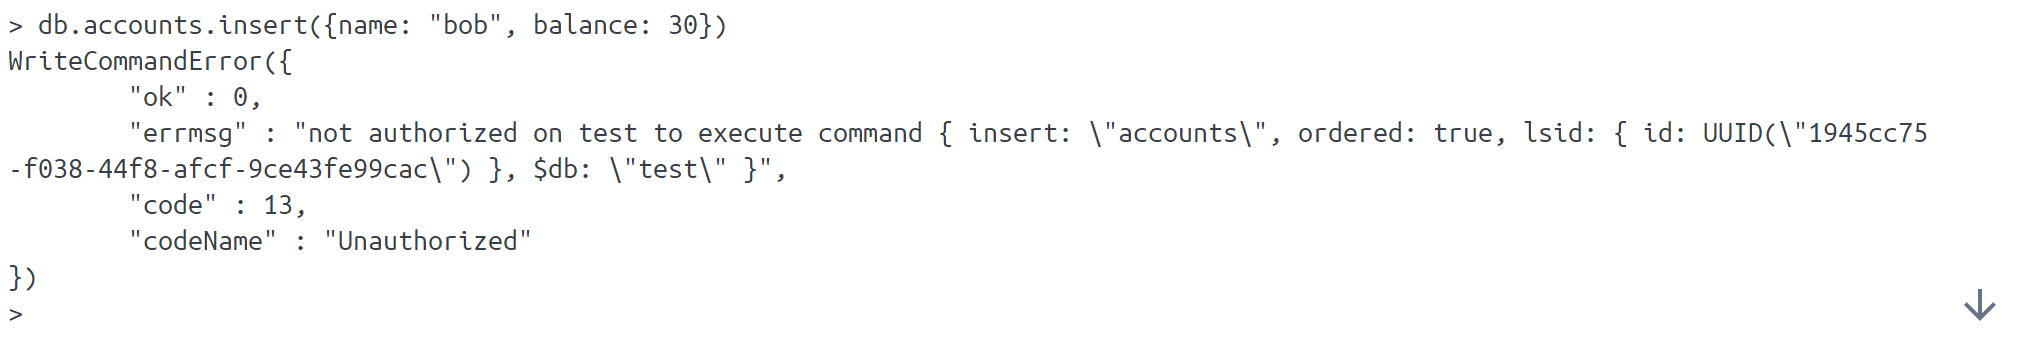 > db.accounts.insert({name: "bob", balance: 30})
WriteCommandError({
        "ok" : 0,
        "errmsg" : "not authorized on test to execute command { insert: \"accounts\", ordered: true, lsid: { id: UUID(\"1945cc75
-f038-44f8-afcf-9ce43fe99cac\") }, $db: \"test\" }",
        "code" : 13,
        "codeName" : "Unauthorized"
})
>